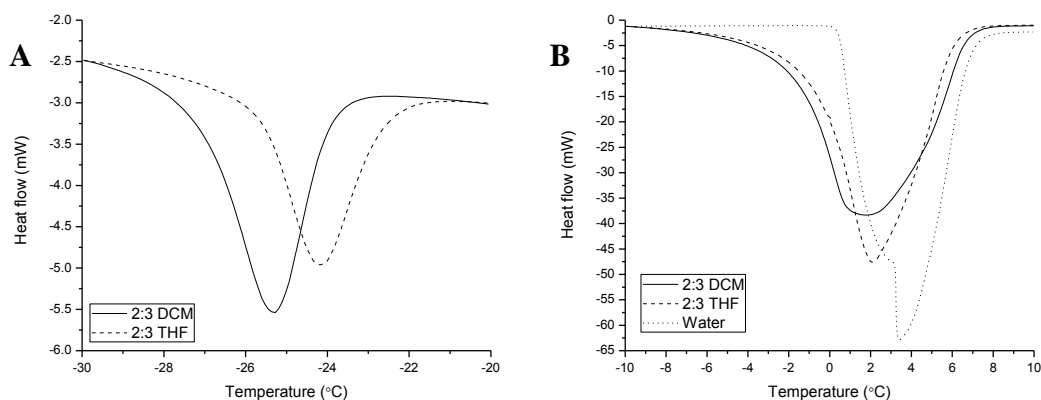 A
Heat flow (mW)
-2.0
-2.5
-3.0
-3.5
-4.0
-4.5
-5.0
-5.5
-6.0
2:3 DCM
2:3 THF
-30 -28 -26 -24 -22 -20
Temperature (°C)
B
Heat flow (mW)
0
-5
-10
-15
-20
-25
-30
-35
-40
-45
-50
-55
-60
-65
2:3 DCM
2:3 THF
Water
-10 -8 -6 -4 -2 0 2 4 6 8 10
Temperature (°C)